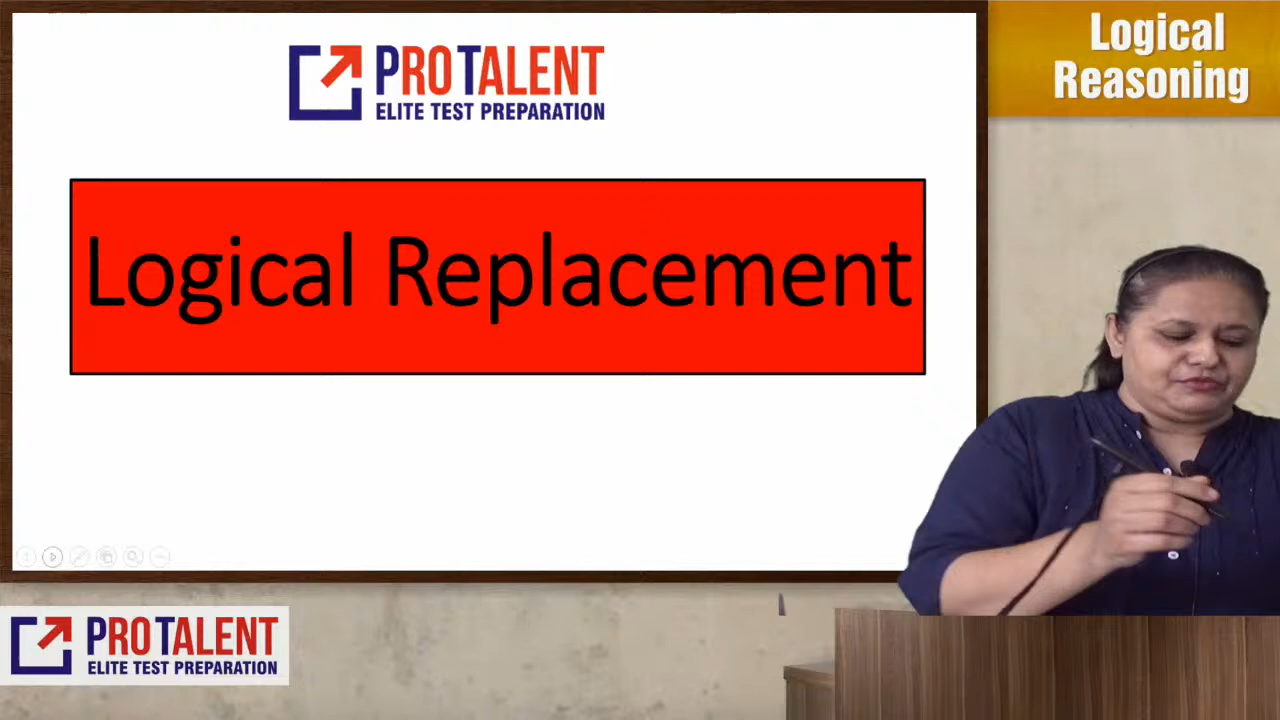 PROTALENT
ELITE TEST PREPARATION
Logical Replacement
Logical
Reasoning
PROTALENT
ELITE TEST PREPARATION